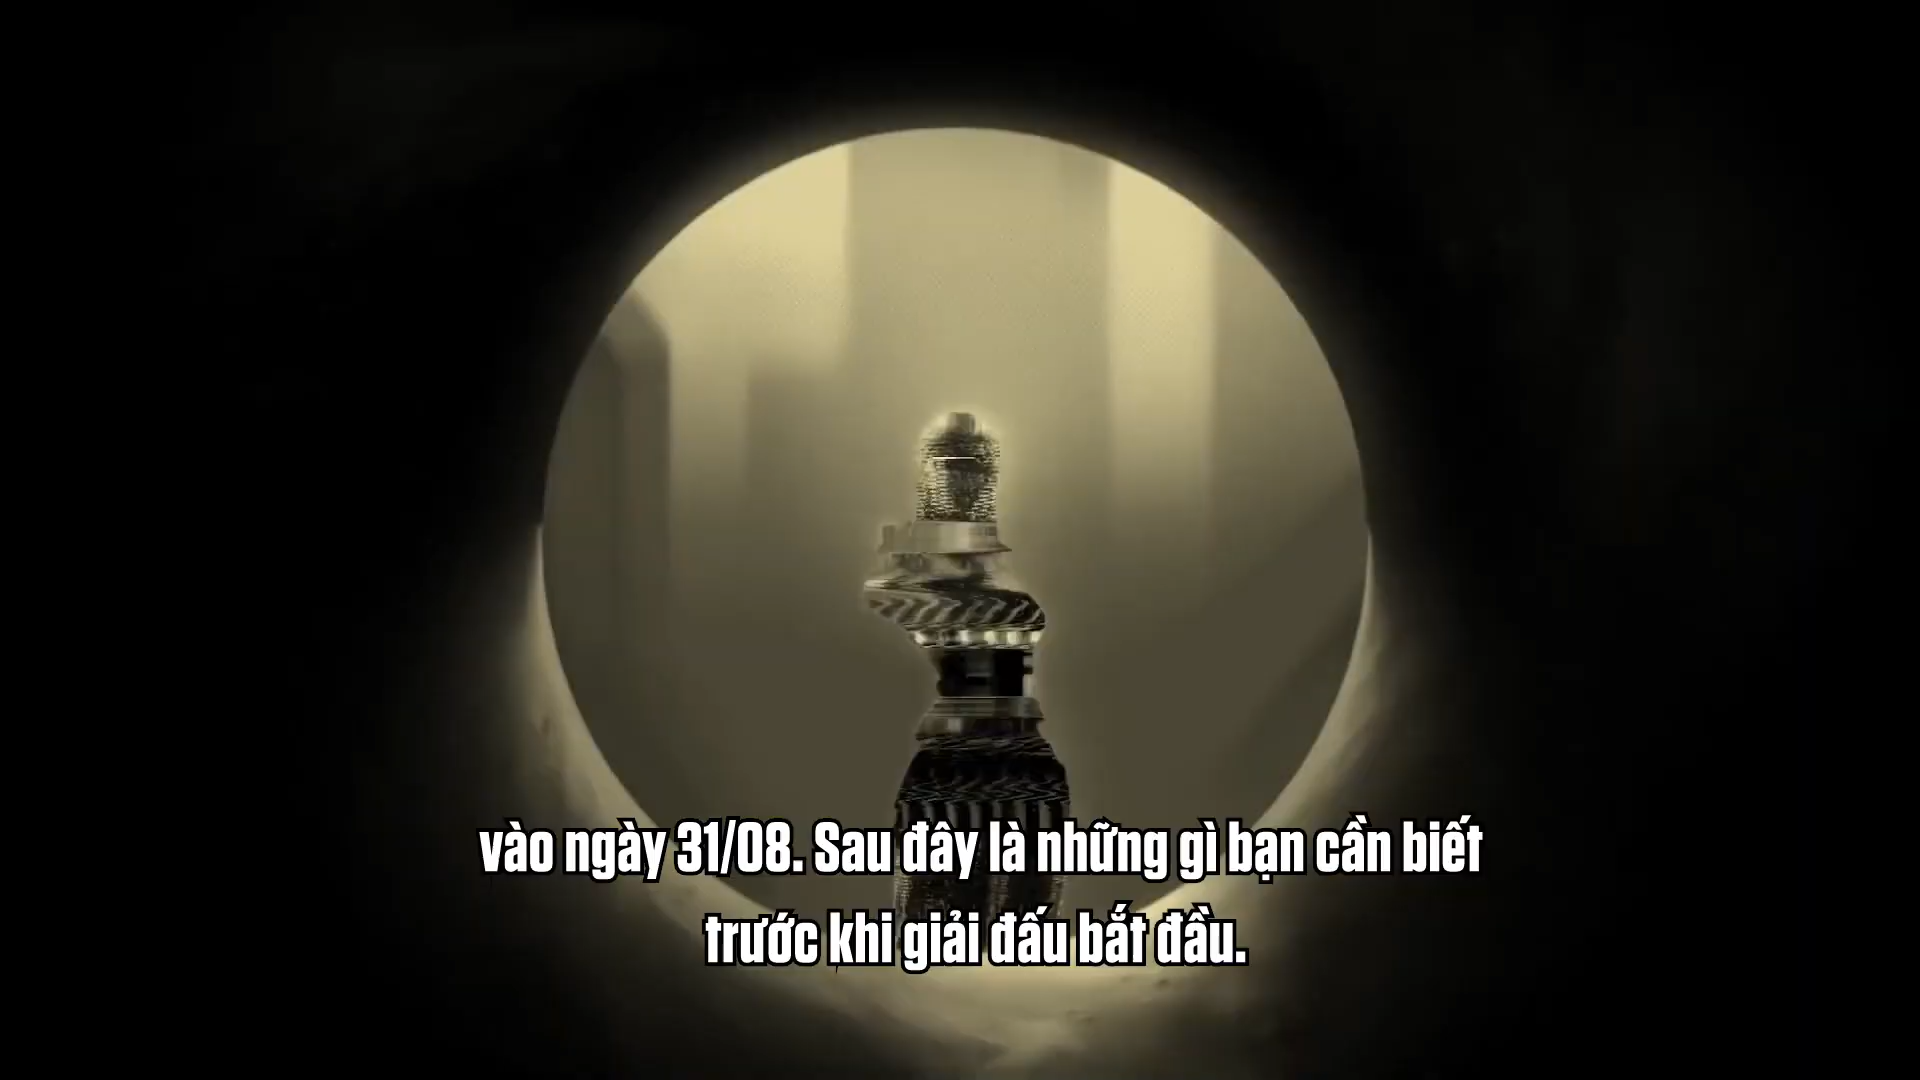 vào ngày 31/08. Sau đây là những gì bạn cần biết
trước khi giải đấu bắt đầu.